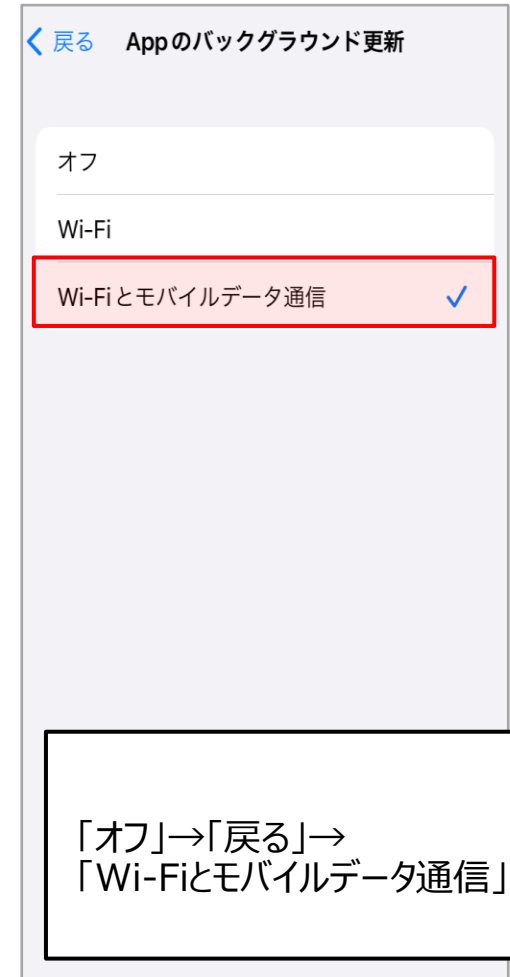 戻る Appのバックグラウンド更新
オフ
Wi-Fi
Wi-Fiとモバイルデータ通信
「オフ」→「戻る」→
「Wi-Fiとモバイルデータ通信」